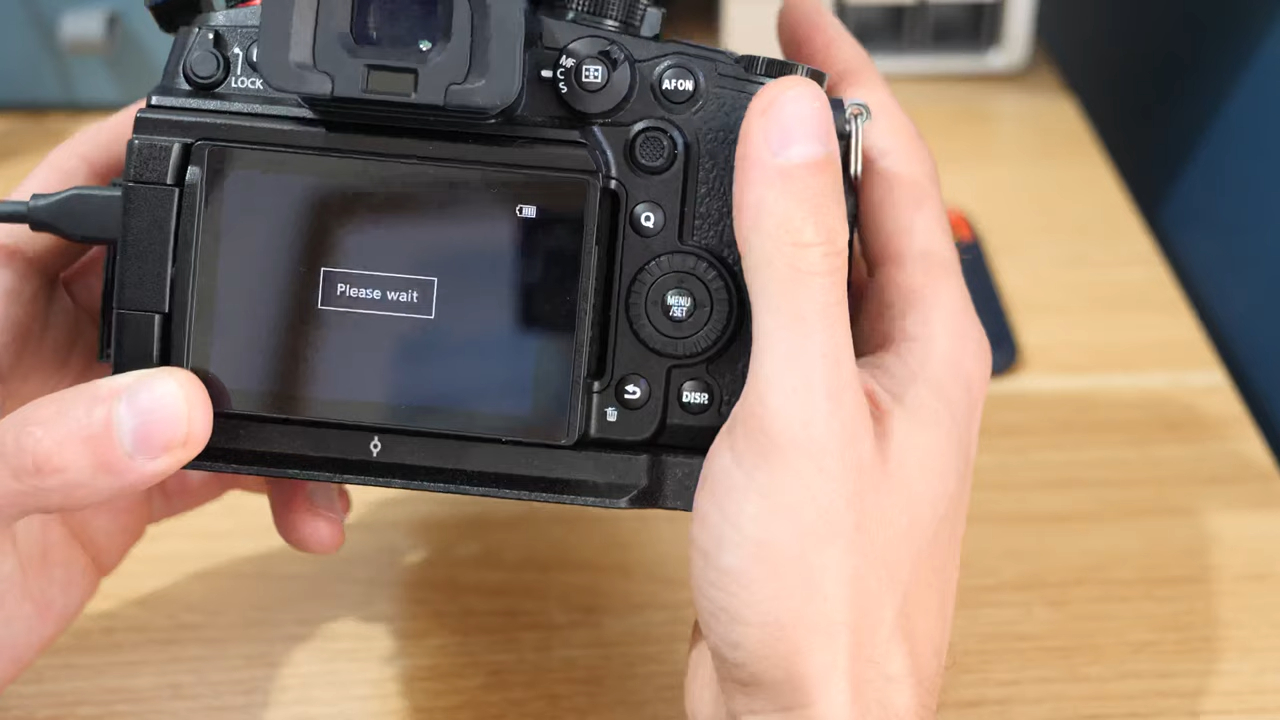 LOCK
MF
C
S
AFON
Q
Please wait
MENU
/SET
DISP.